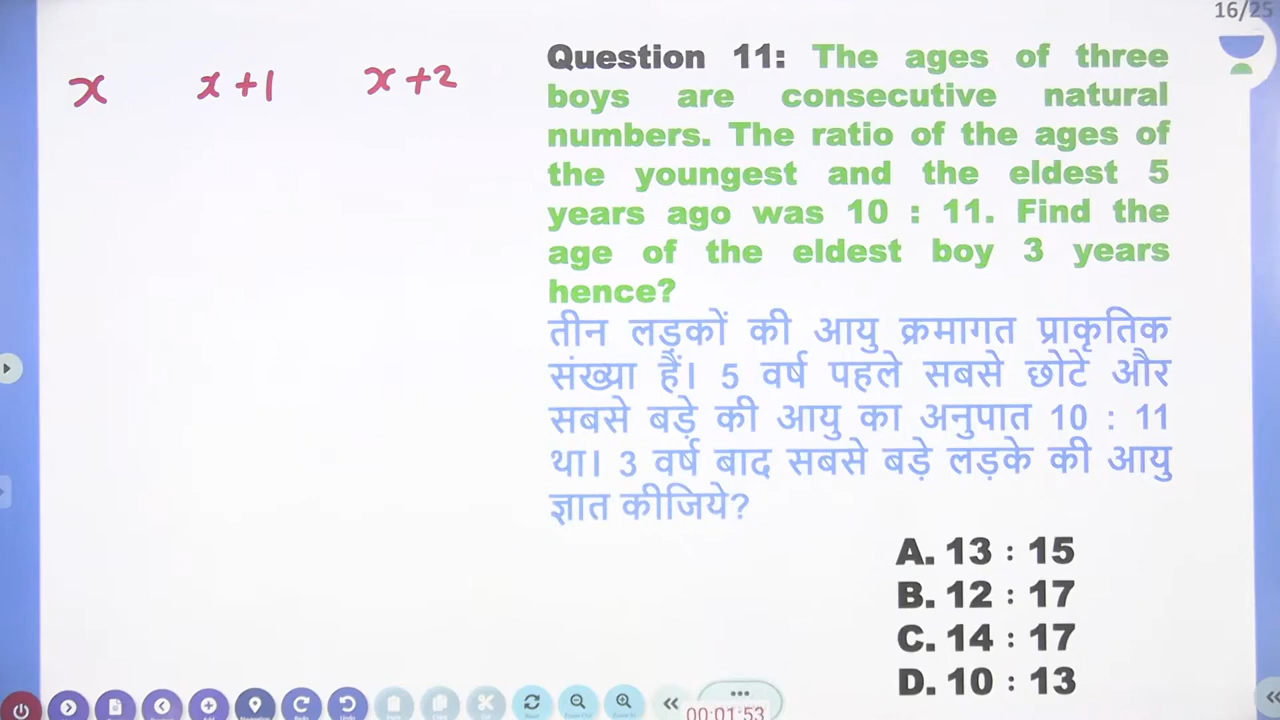 16/25
x x+1 x+2
Question 11: The ages of three
boys are consecutive natural
numbers. The ratio of the ages of
the youngest and the eldest 5
years ago was 10 : 11. Find the
age of the eldest boy 3 years
hence?
तीन लड़कों की आयु क्रमागत प्राकृतिक
संख्या हैं। 5 वर्ष पहले सबसे छोटे और
सबसे बड़े की आयु का अनुपात 10 : 11
था। 3 वर्ष बाद सबसे बड़े लड़के की आयु
ज्ञात कीजिये?
A. 13 : 15
B. 12 : 17
C. 14 : 17
D. 10 : 13
00:01:53